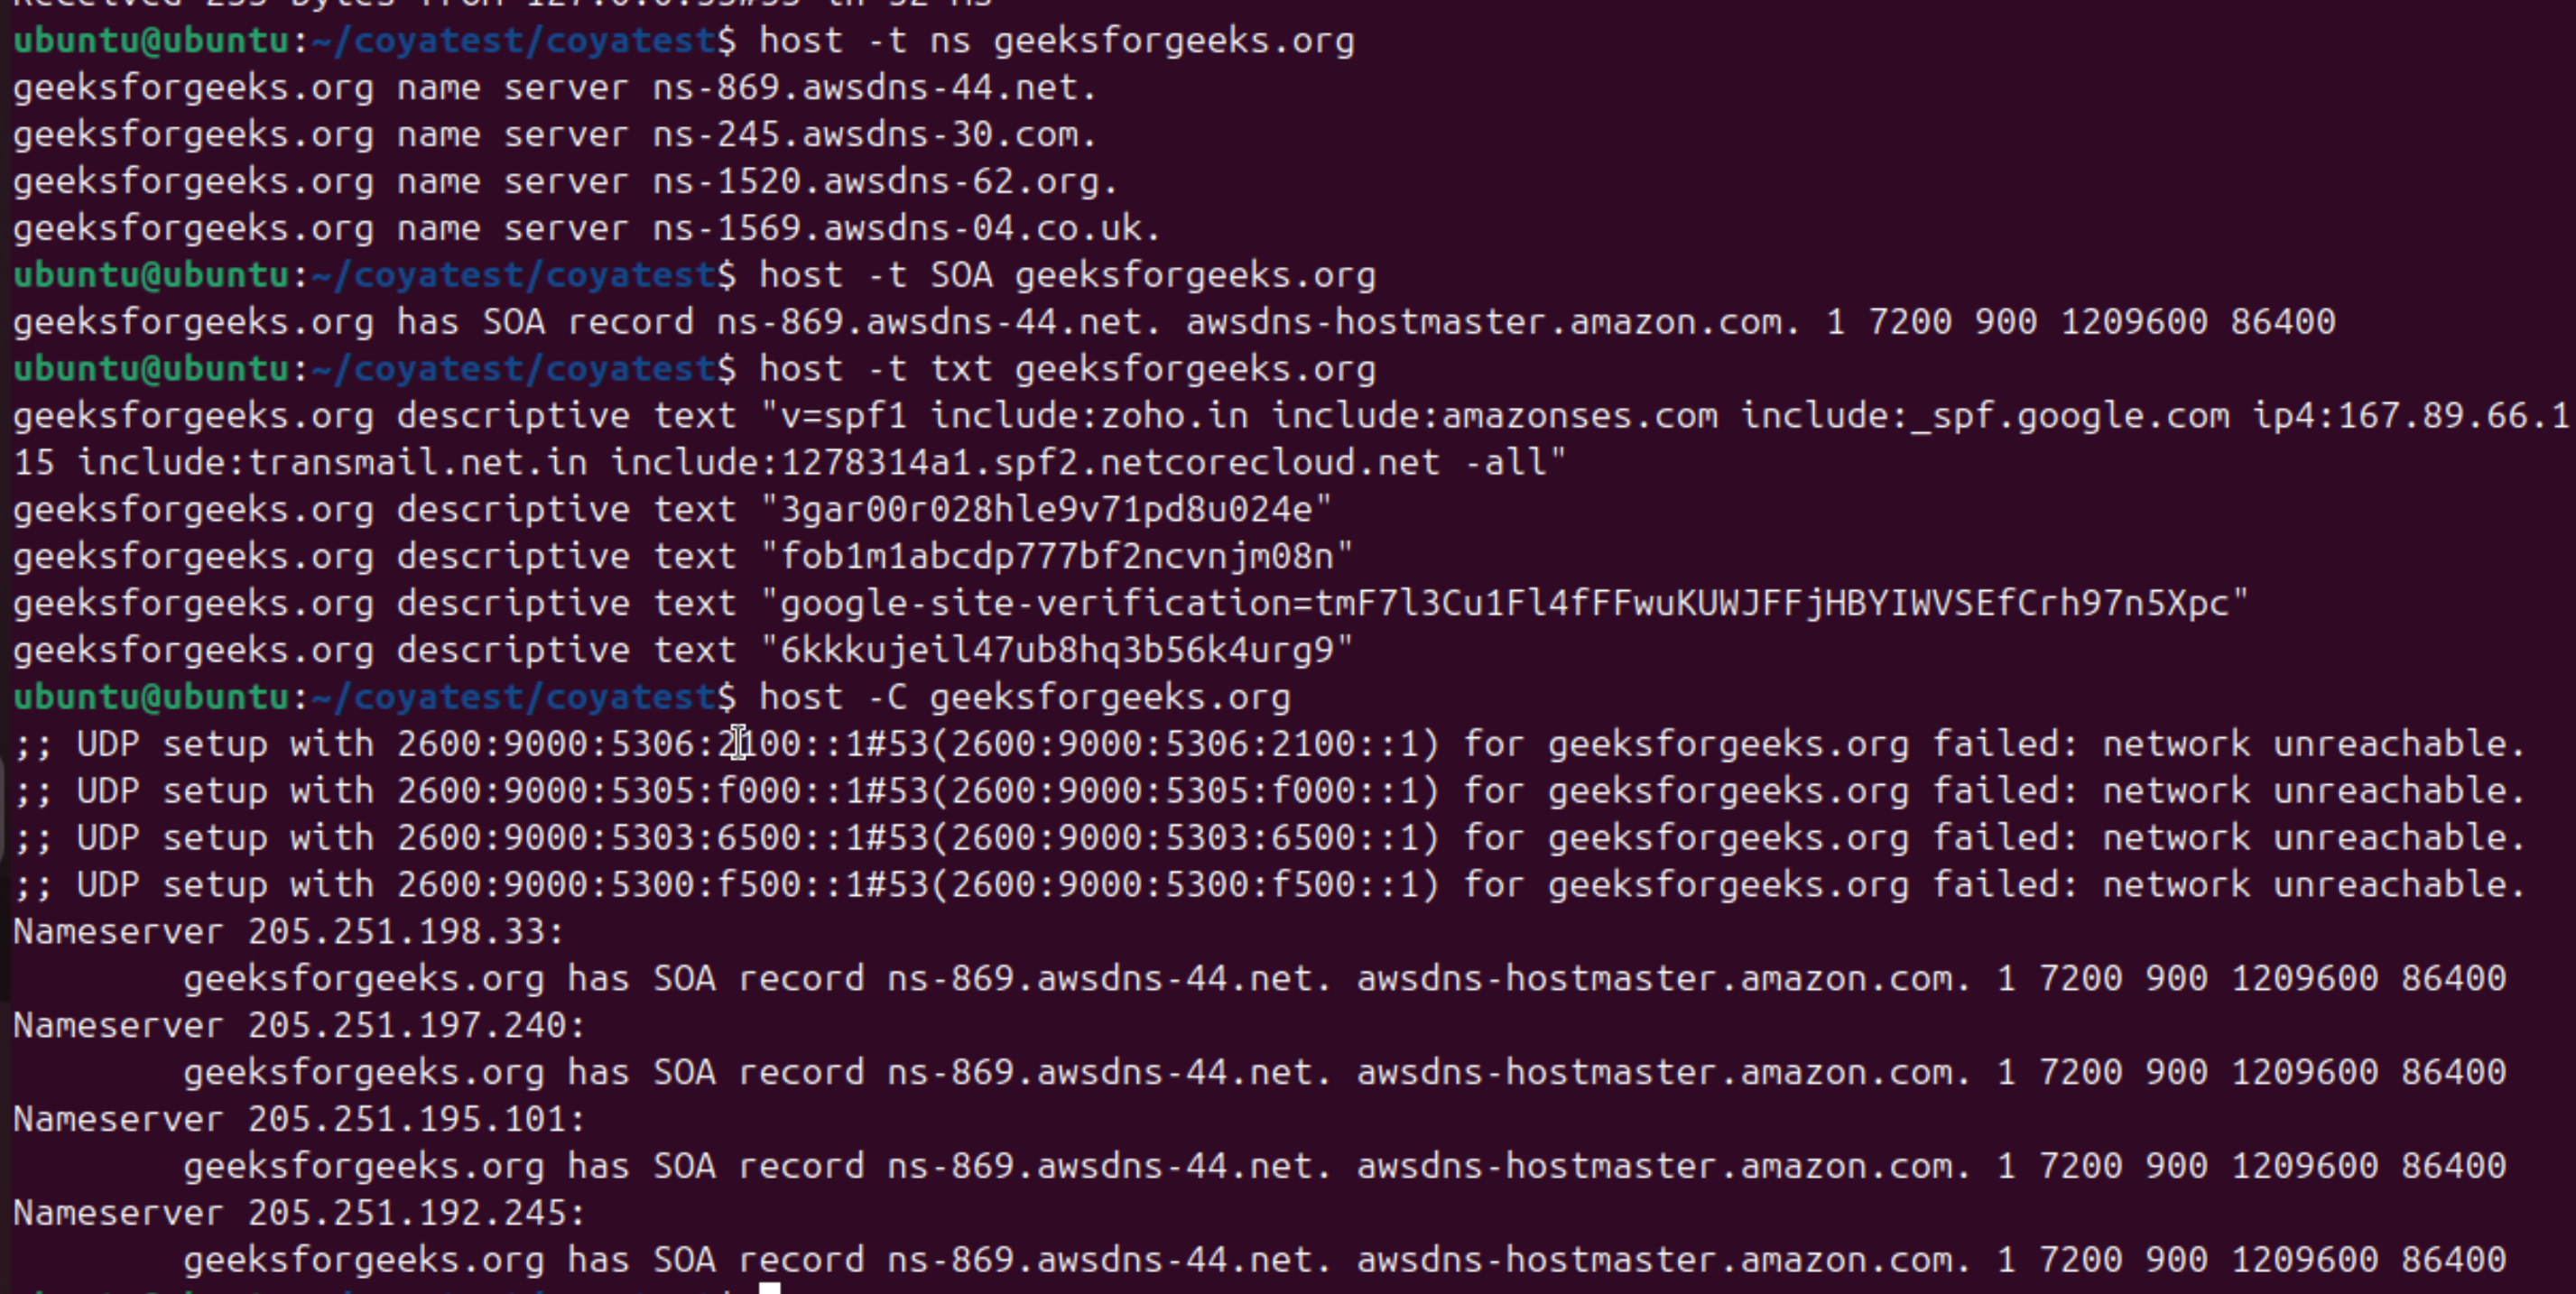 ubuntu@ubuntu:~/coyatest/coyatest$ host -t ns geeksforgeeks.org
geeksforgeeks.org name server ns-869.awsdns-44.net.
geeksforgeeks.org name server ns-245.awsdns-30.com.
geeksforgeeks.org name server ns-1520.awsdns-62.org.
geeksforgeeks.org name server ns-1569.awsdns-04.co.uk.
ubuntu@ubuntu:~/coyatest/coyatest$ host -t SOA geeksforgeeks.org
geeksforgeeks.org has SOA record ns-869.awsdns-44.net. awsdns-hostmaster.amazon.com. 1 7200 900 1209600 86400
ubuntu@ubuntu:~/coyatest/coyatest$ host -t txt geeksforgeeks.org
geeksforgeeks.org descriptive text "v=spf1 include:zoho.in include:amazonses.com include:_spf.google.com ip4:167.89.66.1
15 include:transmail.net.in include:1278314a1.spf2.netcorecloud.net -all"
geeksforgeeks.org descriptive text "3gar00r028hle9v71pd8u024e"
geeksforgeeks.org descriptive text "fob1m1abcdp777bf2ncvnjm08n"
geeksforgeeks.org descriptive text "google-site-verification=tmF7l3Cu1Fl4fFFwuKUWJFFjHBYIWVSEfCrh97n5Xpc"
geeksforgeeks.org descriptive text "6kkkujeil47ub8hq3b56k4urg9"
ubuntu@ubuntu:~/coyatest/coyatest$ host -C geeksforgeeks.org
;; UDP setup with 2600:9000:5306:2100::1#53(2600:9000:5306:2100::1) for geeksforgeeks.org failed: network unreachable.
;; UDP setup with 2600:9000:5305:f000::1#53(2600:9000:5305:f000::1) for geeksforgeeks.org failed: network unreachable.
;; UDP setup with 2600:9000:5303:6500::1#53(2600:9000:5303:6500::1) for geeksforgeeks.org failed: network unreachable.
;; UDP setup with 2600:9000:5300:f500::1#53(2600:9000:5300:f500::1) for geeksforgeeks.org failed: network unreachable.
Nameserver 205.251.198.33:
geeksforgeeks.org has SOA record ns-869.awsdns-44.net. awsdns-hostmaster.amazon.com. 1 7200 900 1209600 86400
Nameserver 205.251.197.240:
geeksforgeeks.org has SOA record ns-869.awsdns-44.net. awsdns-hostmaster.amazon.com. 1 7200 900 1209600 86400
Nameserver 205.251.195.101:
geeksforgeeks.org has SOA record ns-869.awsdns-44.net. awsdns-hostmaster.amazon.com. 1 7200 900 1209600 86400
Nameserver 205.251.192.245:
geeksforgeeks.org has SOA record ns-869.awsdns-44.net. awsdns-hostmaster.amazon.com. 1 7200 900 1209600 86400